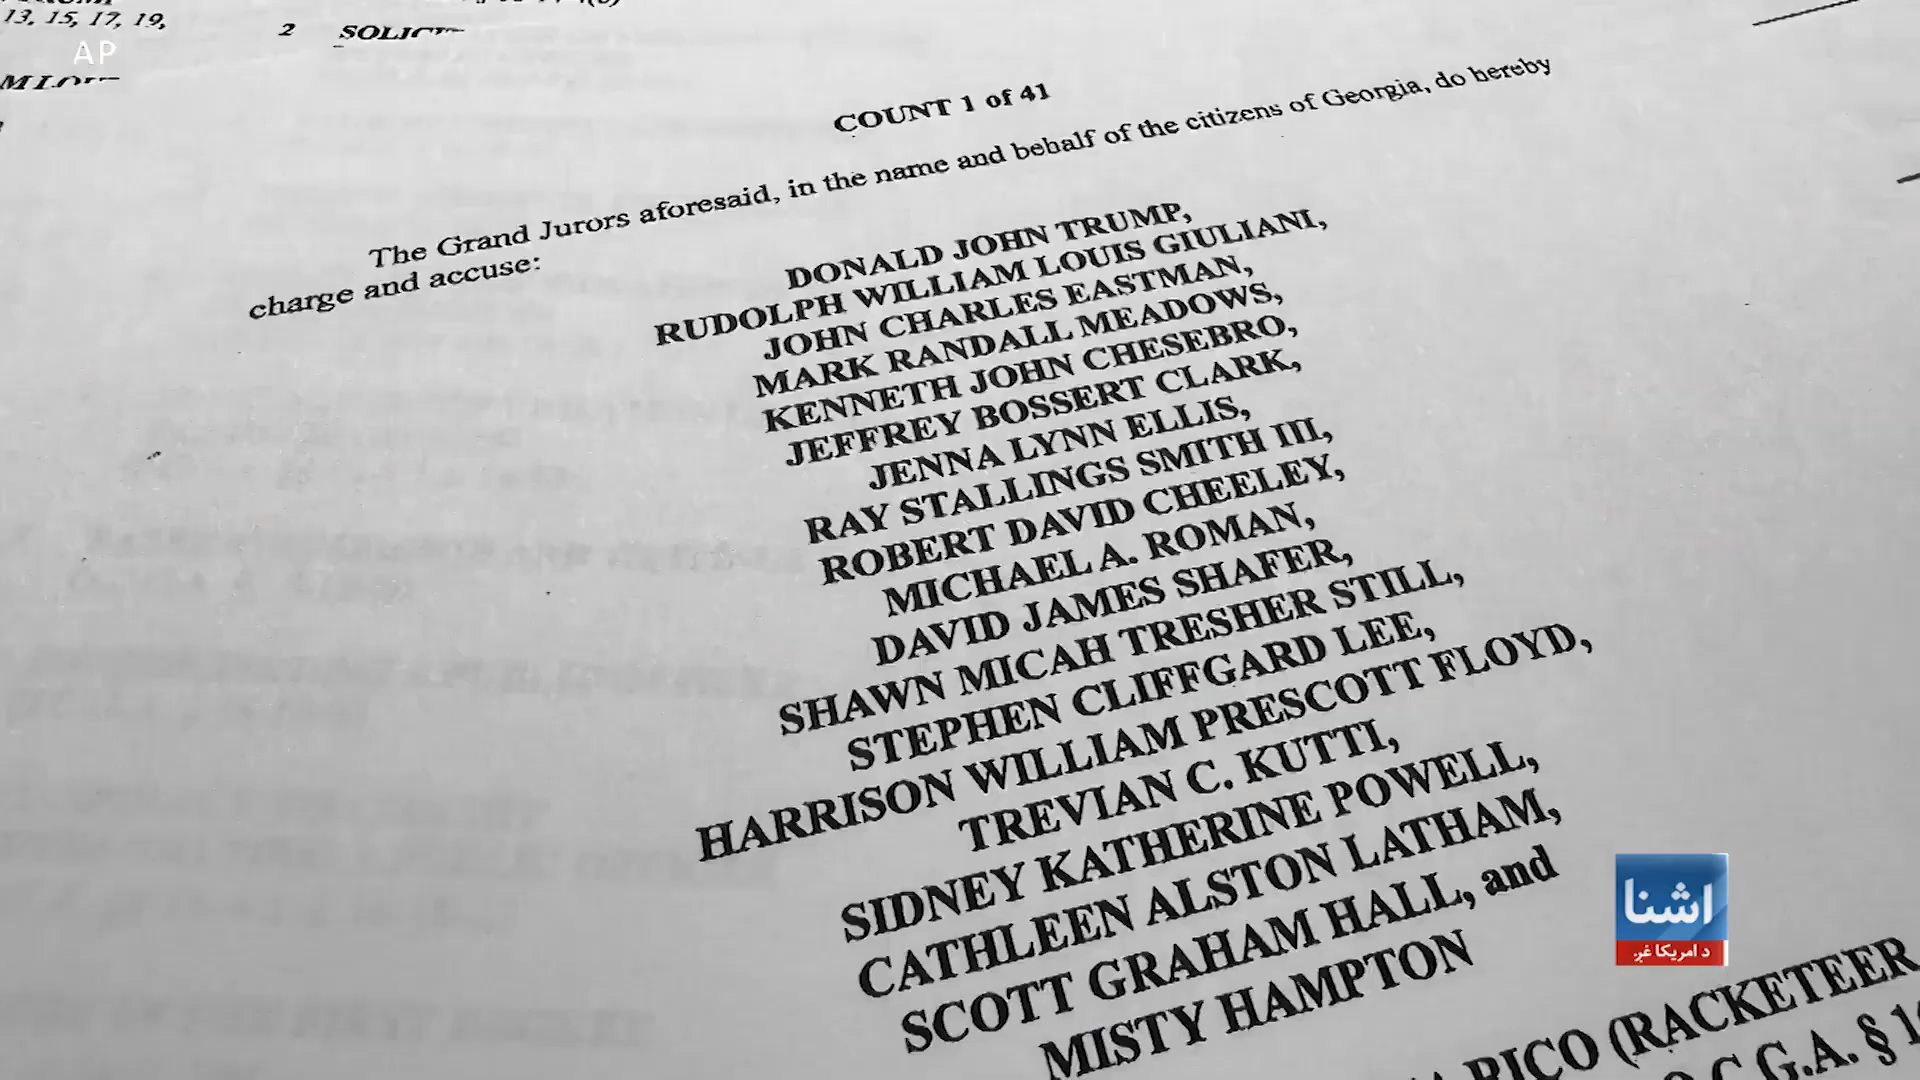 13, 15, 17, 19,
2 SOLICIT
AP
COUNT 1 of 41
The Grand Jurors aforesaid, in the name and behalf of the citizens of Georgia, do hereby
charge and accuse:
DONALD JOHN TRUMP,
RUDOLPH WILLIAM LOUIS GIULIANI,
JOHN CHARLES EASTMAN,
MARK RANDALL MEADOWS,
KENNETH JOHN CHESEBRO,
JEFFREY BOSSERT CLARK,
JENNA LYNN ELLIS,
RAY STALLINGS SMITH III,
ROBERT DAVID CHEELEY,
MICHAEL A. ROMAN,
DAVID JAMES SHAFER,
SHAWN MICAH TRESHER STILL,
STEPHEN CLIFFGARD LEE,
HARRISON WILLIAM PRESCOTT FLOYD,
TREVIAN C. KUTTI,
SIDNEY KATHERINE POWELL,
CATHLEEN ALSTON LATHAM,
SCOTT GRAHAM HALL, and
MISTY HAMPTON
RICO (RACKETEER
C.G.A. §
اشنا
د امریکا غږ